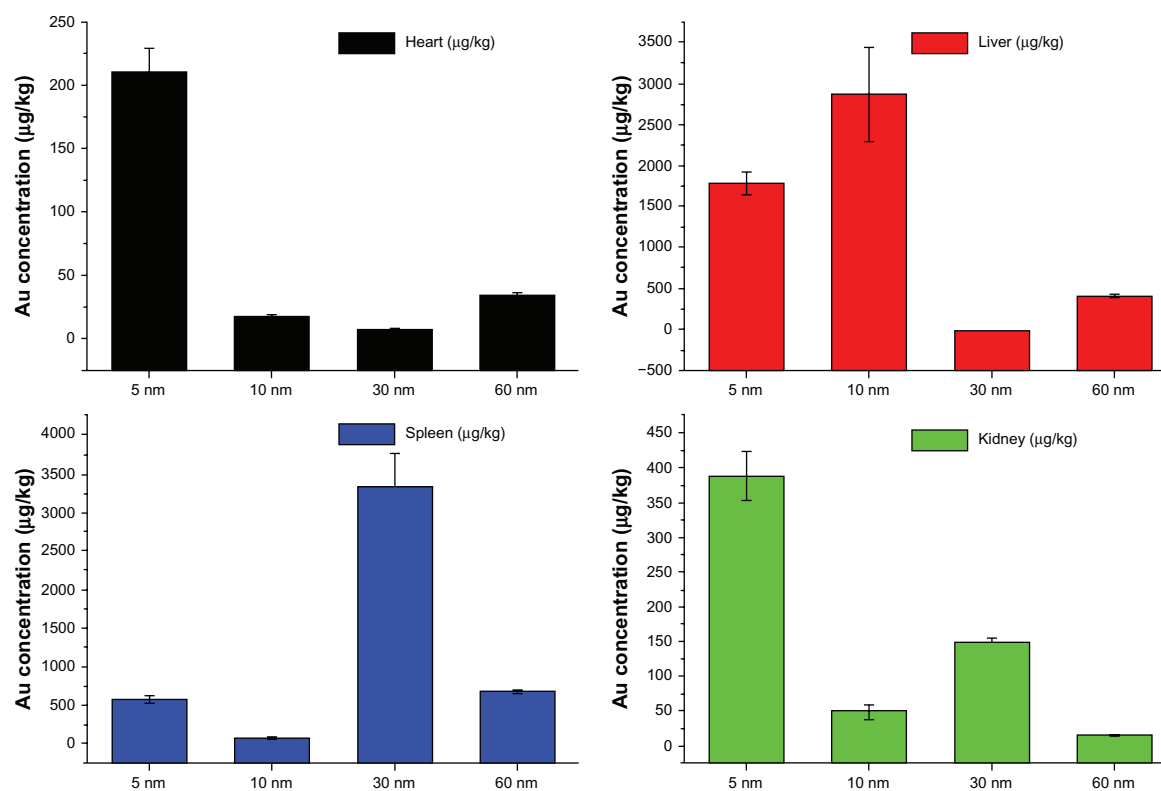 Heart (μg/kg)
Au concentration (μg/kg)
250
200
150
200
50
0
5 nm
10 nm
30 nm
60 nm
Liver (μg/kg)
Au concentration (μg/kg)
3500
3000
2500
2000
1500
1000
500
0
−500
5 nm
10 nm
30 nm
60 nm
Spleen (μg/kg)
Au concentration (μg/kg)
4000
3500
3000
2000
2500
1500
1000
500
0
5 nm
10 nm
30 nm
60 nm
Kidney (μg/kg)
Au concentration (μg/kg)
450
400
350
300
250
200
150
100
50
0
5 nm
10 nm
30 nm
60 nm